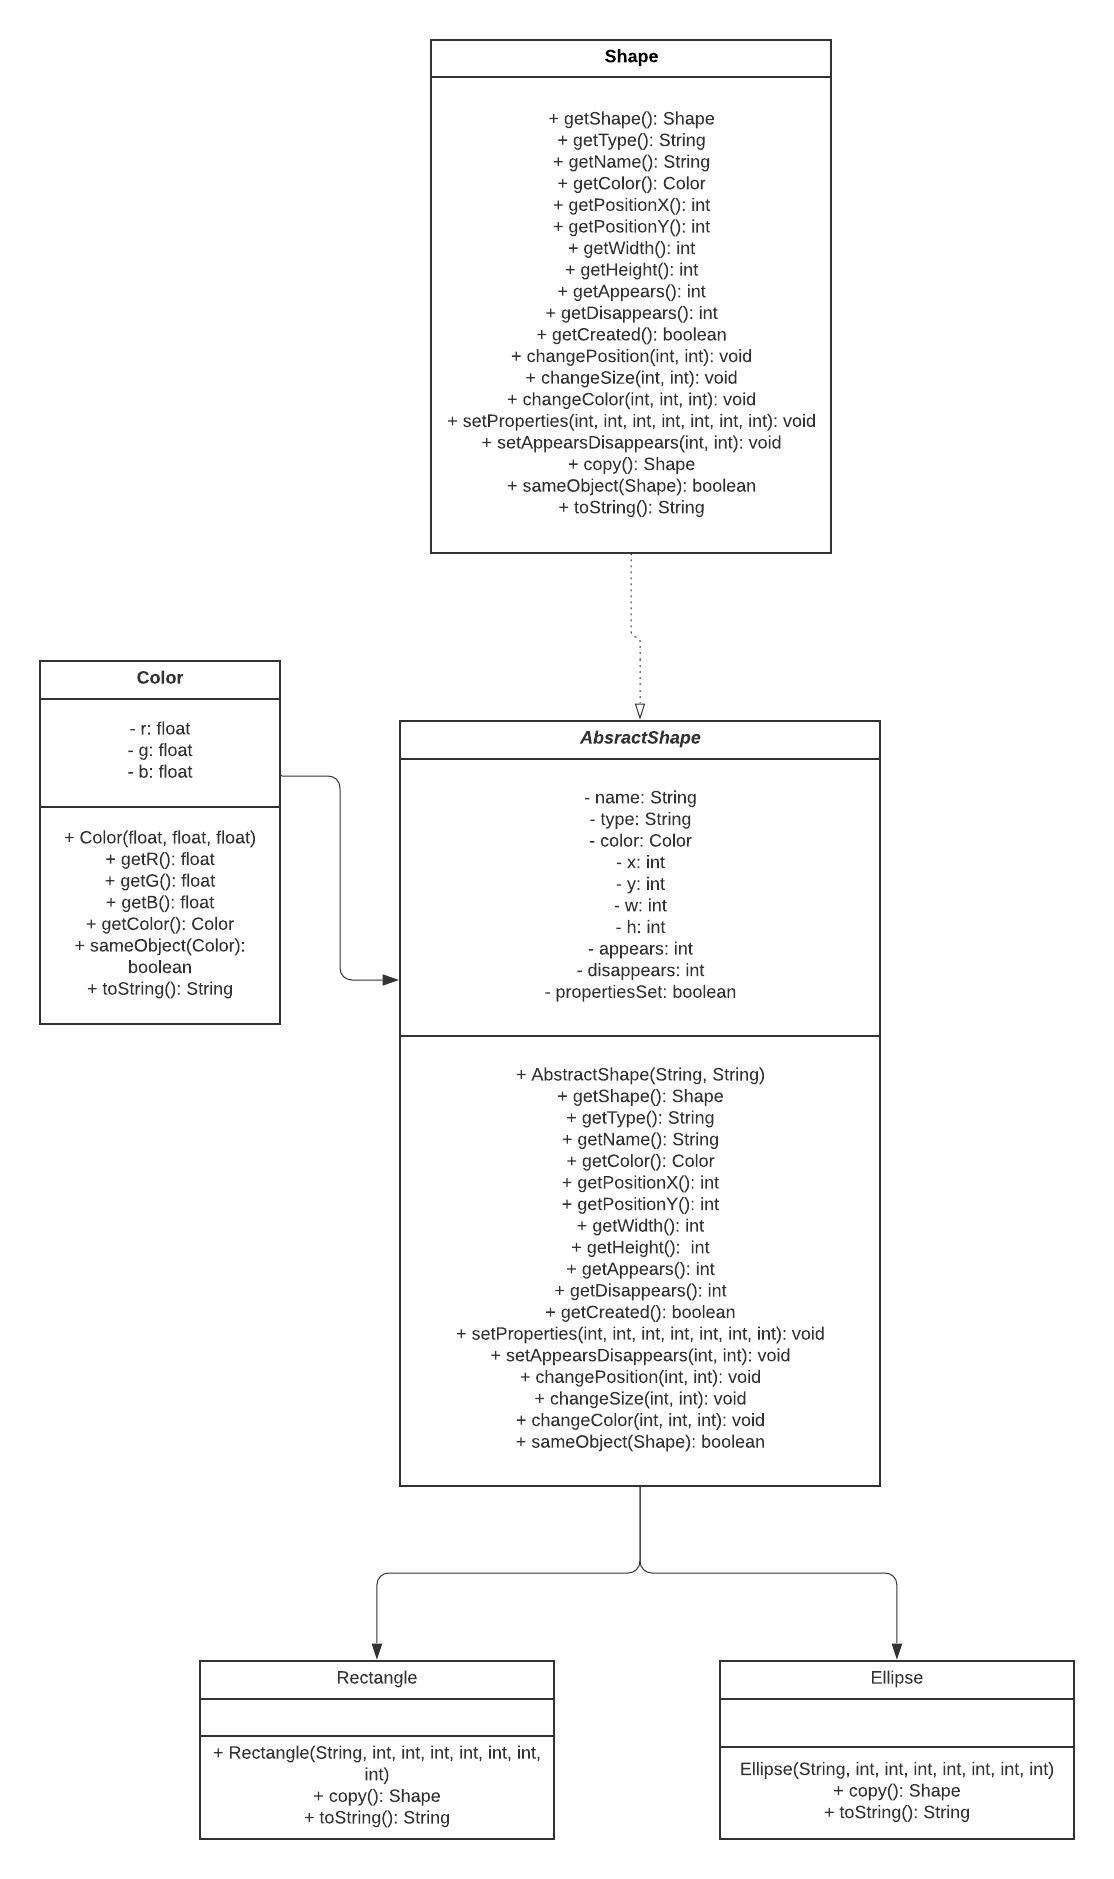 Shape
+ getShape(): Shape
+ getType(): String
+ getName(): String
+ getColor(): Color
+ getPositionX(): int
+ getPositionY(): int
+ getWidth(): int
+ getHeight(): int
+ getAppears(): int
+ getDisappears(): int
+ getCreated(): boolean
+ changePosition(int, int): void
+ changeSize(int, int): void
+ changeColor(int, int, int): void
+ setProperties(int, int, int, int, int, int, int): void
+ setAppearsDisappears(int, int): void
+ copy(): Shape
+ sameObject(Shape): boolean
+ toString(): String
Color
- r: float
- g: float
- b: float
+ Color(float, float, float)
+ getR(): float
+ getG(): float
+ getB(): float
+ getColor(): Color
+ sameObject(Color):
boolean
+ toString(): String
AbsractShape
- name: String
- type: String
- color: Color
- x: int
- y: int
- w: int
- h: int
- appears: int
- disappears: int
- propertiesSet: boolean
+ AbstractShape(String, String)
+ getShape(): Shape
+ getType(): String
+ getName(): String
+ getColor(): Color
+ getPositionX(): int
+ getPositionY(): int
+ getWidth(): int
+ getHeight():  int
+ getAppears(): int
+ getDisappears(): int
+ getCreated(): boolean
+ setProperties(int, int, int, int, int, int, int): void
+ setAppearsDisappears(int, int): void
+ changePosition(int, int): void
+ changeSize(int, int): void
+ changeColor(int, int, int): void
+ sameObject(Shape): boolean
Rectangle
+ Rectangle(String, int, int, int, int, int, int,
int)
+ copy(): Shape
+ toString(): String
Ellipse
Ellipse(String, int, int, int, int, int, int, int)
+ copy(): Shape
+ toString(): String